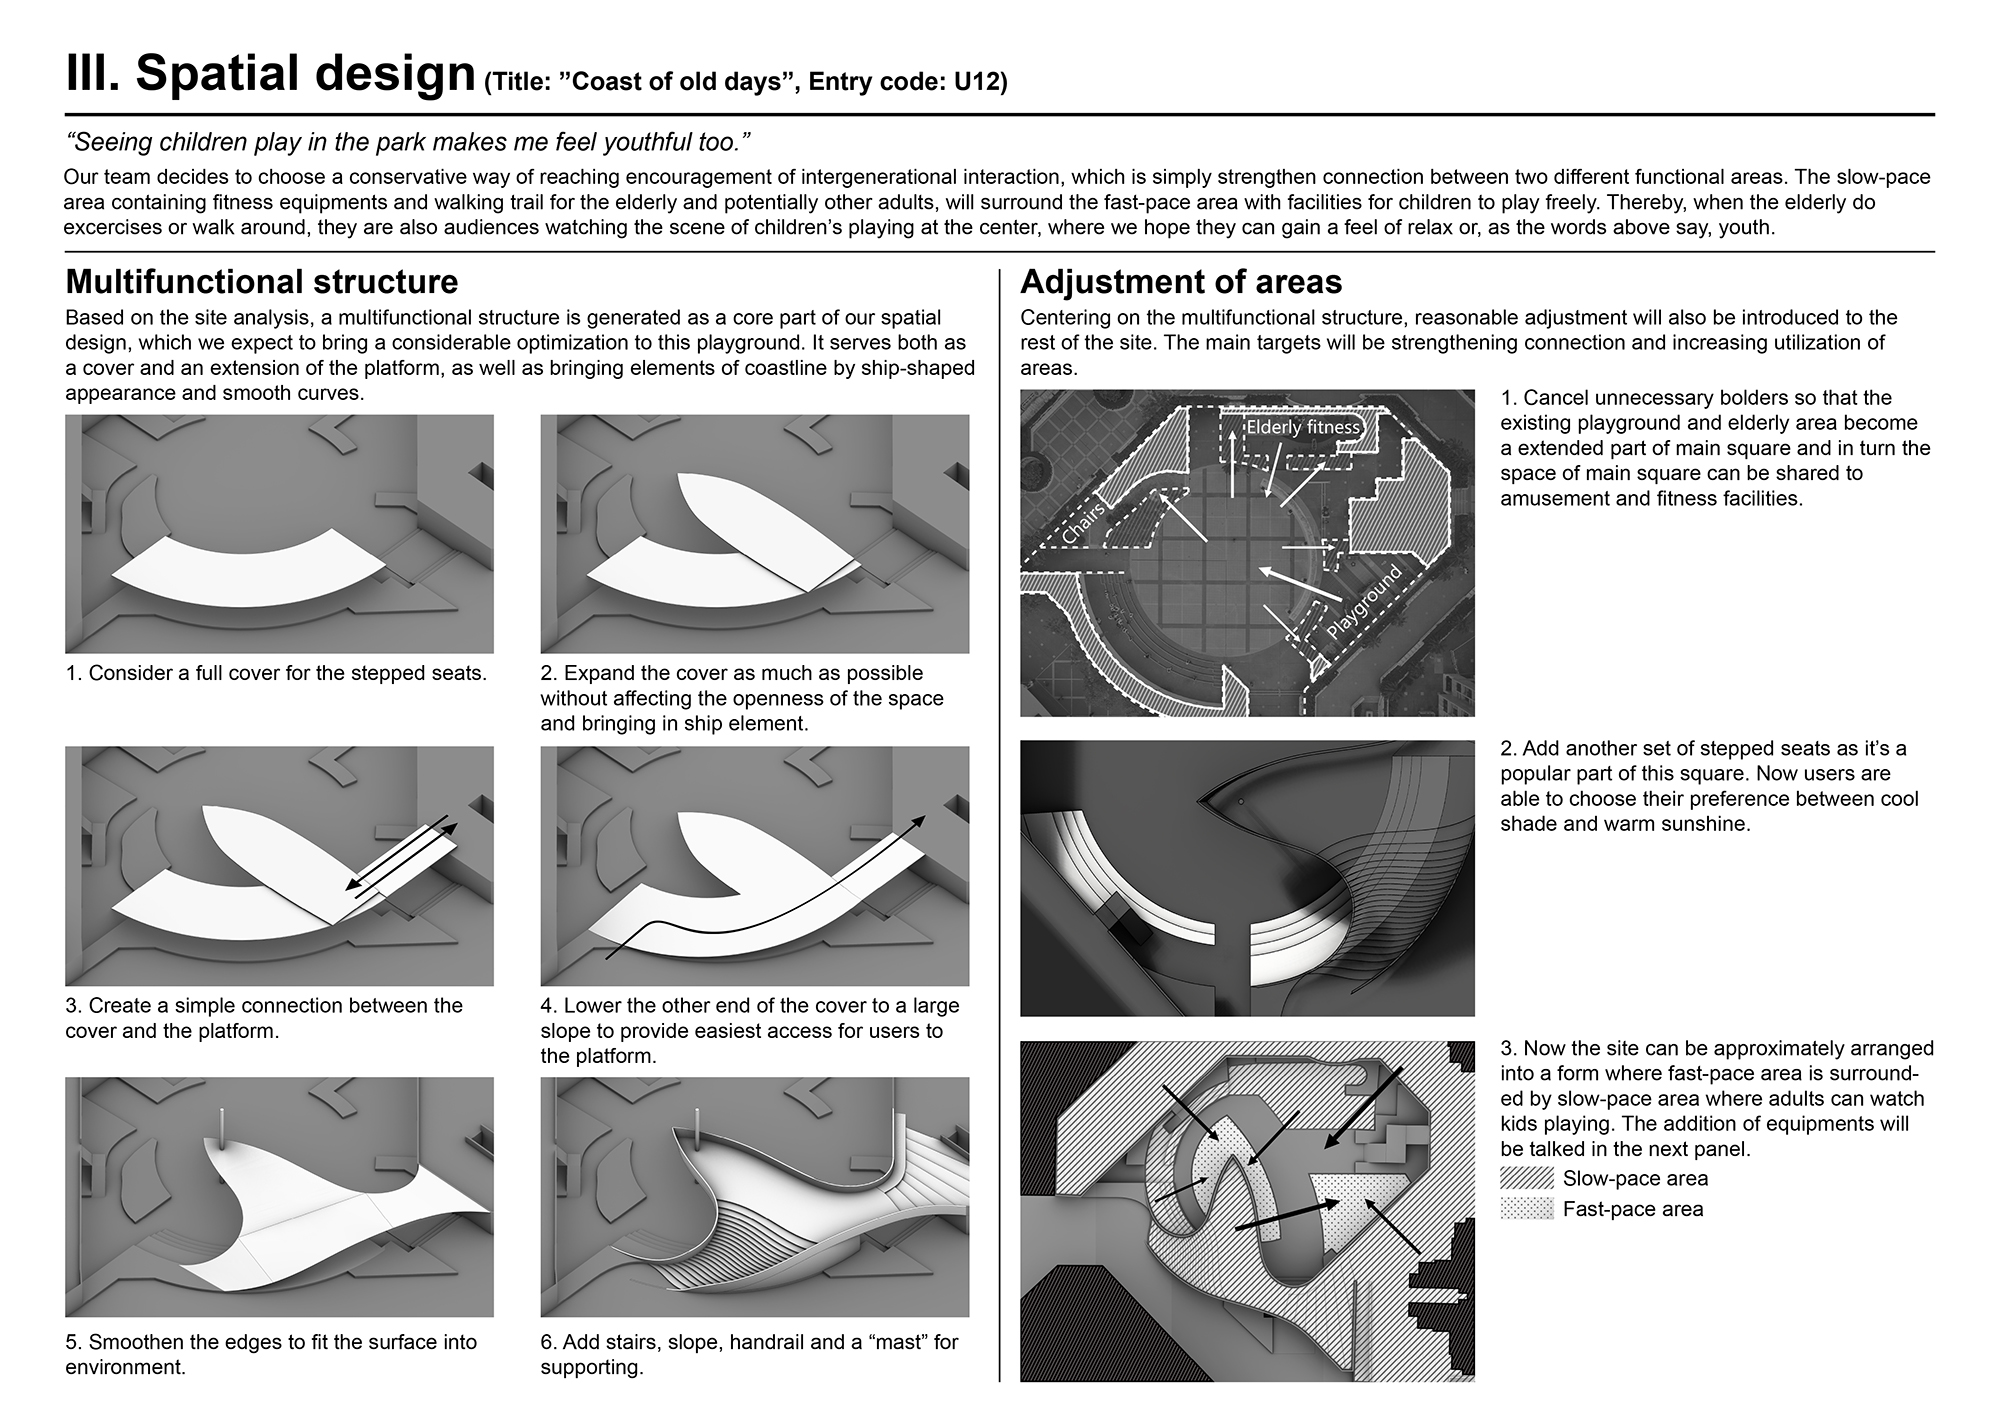 III. Spatial design (Title: ”Coast of old days”, Entry code: U12)
“Seeing children play in the park makes me feel youthful too.”
Our team decides to choose a conservative way of reaching encouragement of intergenerational interaction, which is simply strengthen connection between two different functional areas. The slow-pace
area containing fitness equipments and walking trail for the elderly and potentially other adults, will surround the fast-pace area with facilities for children to play freely. Thereby, when the elderly do
excercises or walk around, they are also audiences watching the scene of children’s playing at the center, where we hope they can gain a feel of relax or, as the words above say, youth.
Multifunctional structure
Based on the site analysis, a multifunctional structure is generated as a core part of our spatial
design, which we expect to bring a considerable optimization to this playground. It serves both as
a cover and an extension of the platform, as well as bringing elements of coastline by ship-shaped
appearance and smooth curves.
1. Consider a full cover for the stepped seats.
2. Expand the cover as much as possible
without affecting the openness of the space
and bringing in ship element.
3. Create a simple connection between the
cover and the platform.
4. Lower the other end of the cover to a large
slope to provide easiest access for users to
the platform.
5. Smoothen the edges to fit the surface into
environment.
6. Add stairs, slope, handrail and a “mast” for
supporting.
Adjustment of areas
Centering on the multifunctional structure, reasonable adjustment will also be introduced to the
rest of the site. The main targets will be strengthening connection and increasing utilization of
areas.
Elderly fitness
Chairs
Playground
1. Cancel unnecessary bolders so that the
existing playground and elderly area become
a extended part of main square and in turn the
space of main square can be shared to
amusement and fitness facilities.
2. Add another set of stepped seats as it’s a
popular part of this square. Now users are
able to choose their preference between cool
shade and warm sunshine.
3. Now the site can be approximately arranged
into a form where fast-pace area is surround-
ed by slow-pace area where adults can watch
kids playing. The addition of equipments will
be talked in the next panel.
Slow-pace area
Fast-pace area